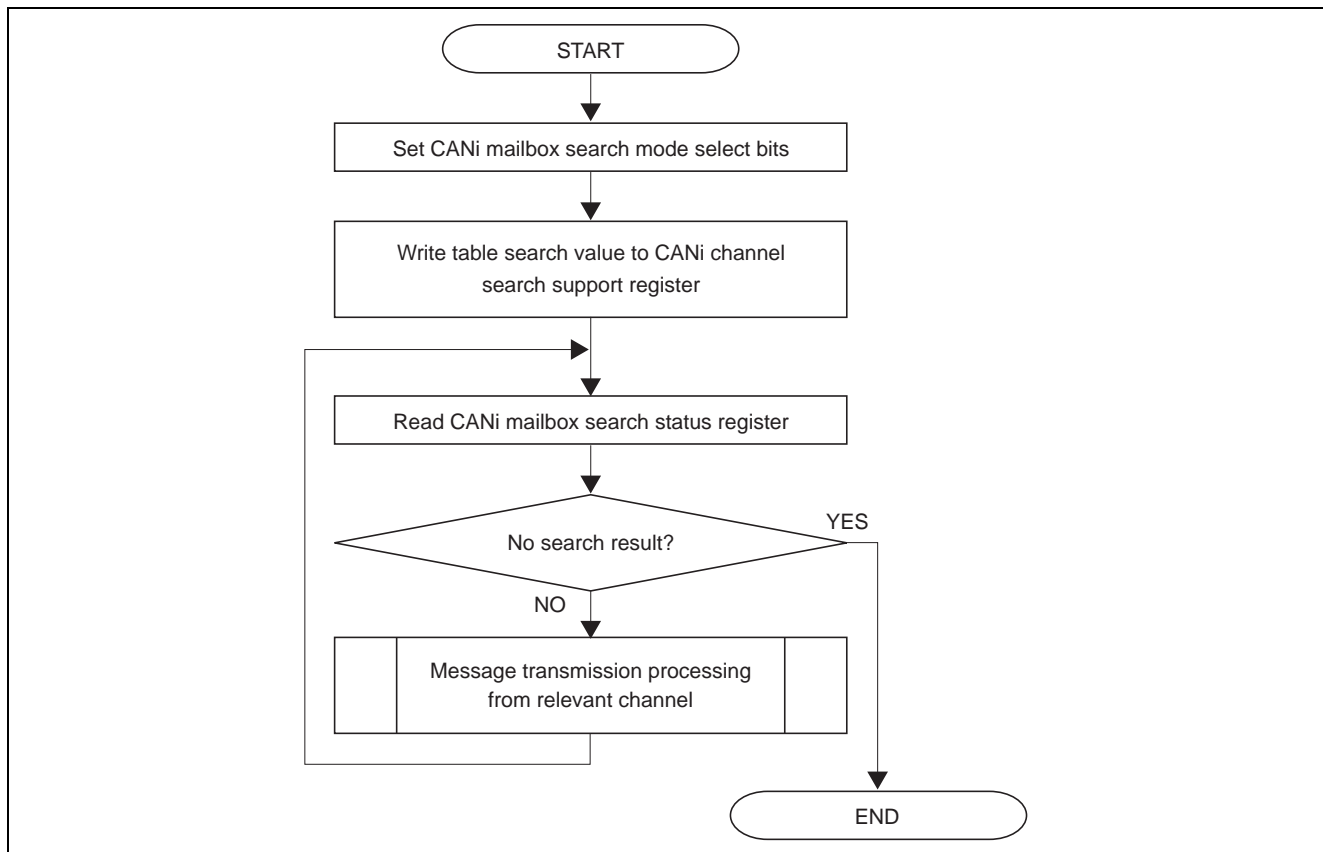 START
Set CANi mailbox search mode select bits
Write table search value to CANi channel
search support register
Read CANi mailbox search status register
No search result?
YES
NO
Message transmission processing
from relevant channel
END